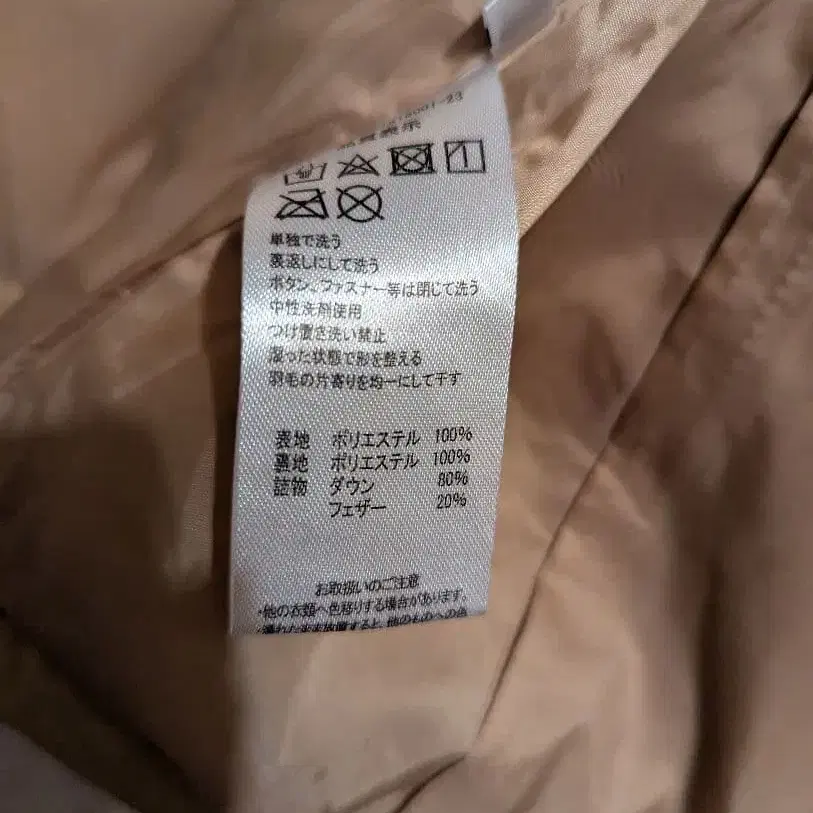 単独で洗う
裏返しにして洗う
ボタン、ファスナー等は閉じて洗う
中性洗剤使用
つけ置き洗い禁止
湿った状態で形を整える
羽毛の片寄りを均一にして干す
表地 ポリエステル 100%
裏地 ポリエステル 100%
詰物 ダウン 80%
フェザー 20%
お取扱いのご注意
・他の衣類へ色移りする場合があります。